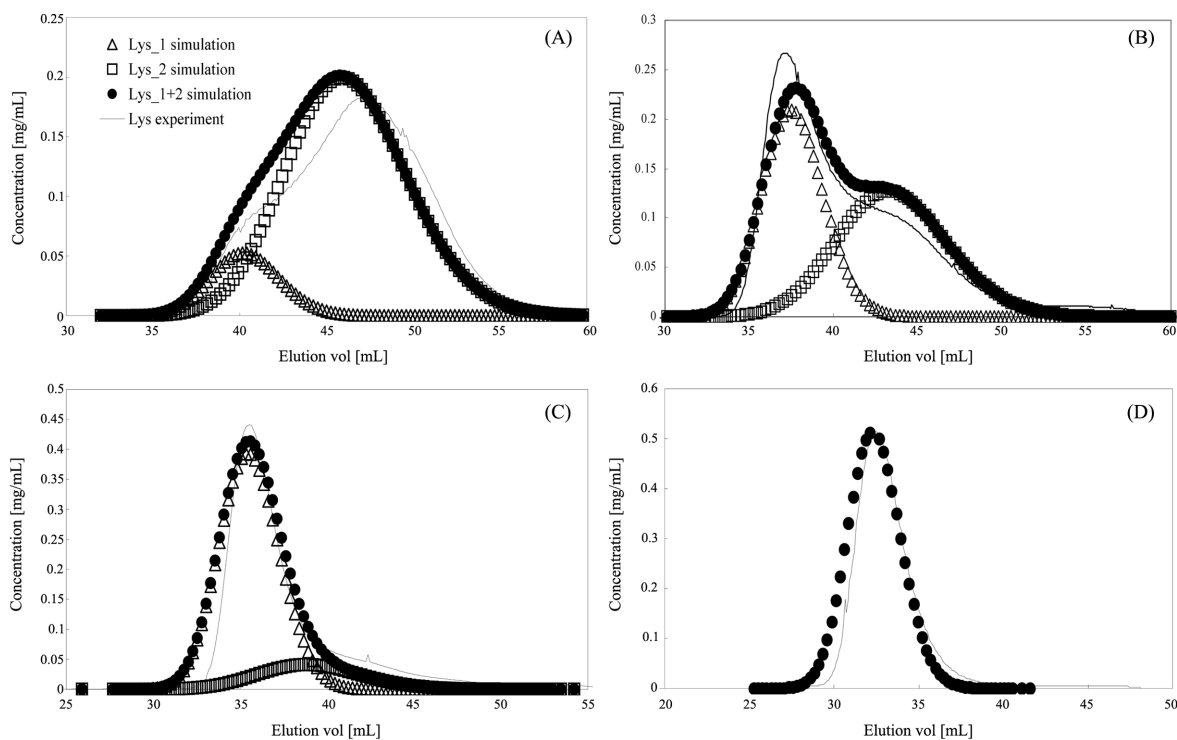 (A)
0.25
0.2
0.15
0.1
0.05
0
Concentration [mg/mL]
Lys_1 simulation
Lys_2 simulation
Lys_1+2 simulation
Lys experiment
30 35 40 45 50 55 60
Elution vol [mL]
(B)
0.3
0.25
0.2
0.15
0.1
0.05
0
Concentration [mg/mL]
30 35 40 45 50 55 60
Elution vol [mL]
(C)
0.5
0.45
0.4
0.35
0.3
0.25
0.2
0.15
0.1
0.05
0
Concentration [mg/mL]
25 30 35 40 45 50 55
Elution vol [mL]
(D)
0.6
0.5
0.4
0.3
0.2
0.1
0
Concentration [mg/mL]
20 25 30 35 40 45 50
Elution vol [mL]